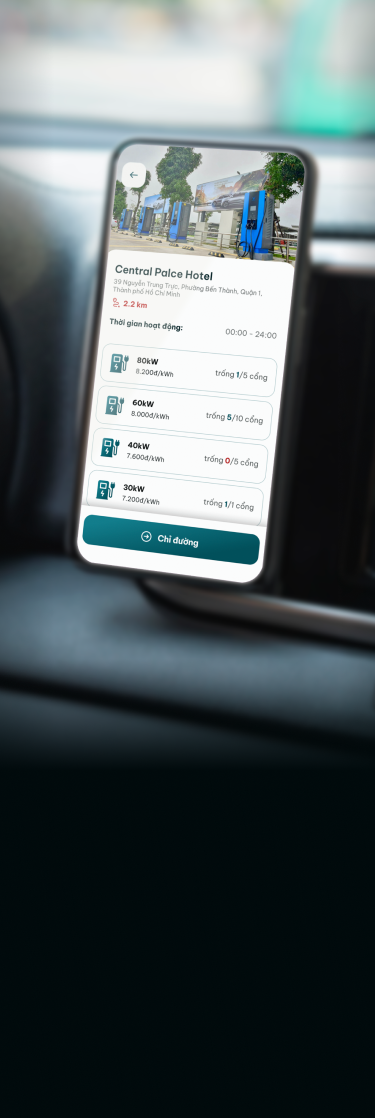 Central Palce Hotel
39 Nguyễn Trung Trực, Phường Bến Thành, Quận 1,
Thành phố Hồ Chí Minh
2.2 km
Thời gian hoạt động: 00:00 - 24:00
80kW
6.200đ/kWh
trống 1/5 cổng
60kW
8.000đ/kWh
trống 5/10 cổng
40kW
7.600đ/kWh
trống 0/5 cổng
30kW
7.200đ/kWh
trống 1/1 cổng
Chỉ đường